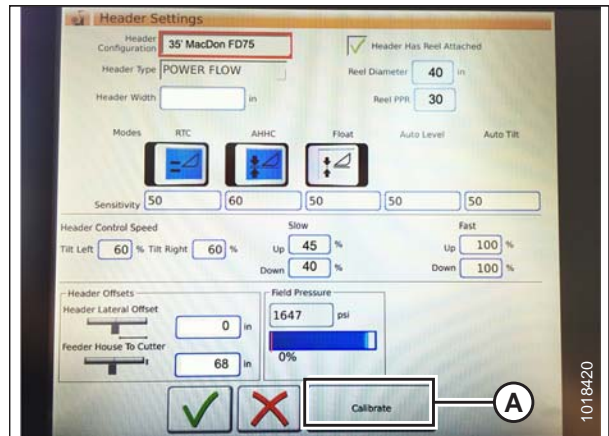 Header Settings
Header Configuration 35' MacDon FD75 Header Has Reel Attached
Header Type POWER FLOW Reel Diameter 40 in
Header Width in Reel PPR 30
Modes RTC AHHC Float Auto Level Auto Tilt
Sensitivity 50 60 50 50 50
Header Control Speed Slow Fast
Tilt Left 60 % Tilt Right 60 % Up 45 % Up 100 %
Down 40 % Down 100 %
Header Offsets Field Pressure
Header Lateral Offset 1647 psi
0 in
Feeder House To Cutter 0%
68 in
Calibrate
A
1018420